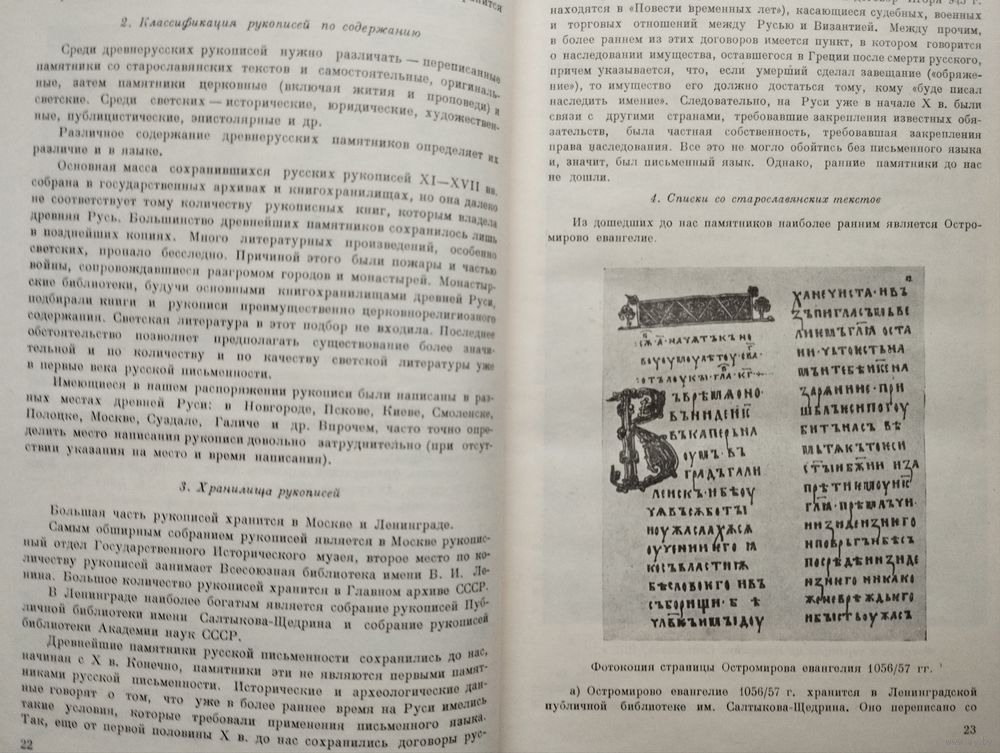 2. Классификация рукописей по содержанию
Среди древнерусских рукописей нужно различать — переписанные
памятники со старославянских текстов и самостоятельные, оригиналь-
ные, затем памятники церковные (включая жития и проповеди) и
светские. Среди светских — исторические, юридические, художествен-
ные, публицистические, эпистолярные и др.
Различное содержание древнерусских памятников определяет их
различие и в языке.
Основная масса сохранившихся русских рукописей XI—XVII вв.
собрана в государственных архивах и книгохранилищах, но она далеко
не соответствует тому количеству рукописных книг, которым владела
древняя Русь. Большинство древнейших памятников сохранилось лишь
в позднейших копиях. Много литературных произведений, особенно
светских, пропало бесследно. Причиной этого были пожары и частью
войны, сопровождавшиеся разгромом городов и монастырей. Монастыр-
ские библиотеки, будучи основными книгохранилищами древней Руси,
подбирали книги и рукописи преимущественно церковнорелигиозного
содержания. Светская литература в этот подбор не входила. Последнее
обстоятельство позволяет предполагать существование более значи-
тельной и по количеству и по качеству светской литературы уже
в первые века русской письменности.
Имеющиеся в нашем распоряжении рукописи были написаны в раз-
ных местах древней Руси: в Новгороде, Пскове, Киеве, Смоленске,
Полоцке, Москве, Суздале, Галиче и др. Впрочем, часто точно опре-
делить место написания рукописи довольно затруднительно (при отсут-
ствии указания на место и время написания).
3. Хранилища рукописей
Большая часть рукописей хранится в Москве и Ленинграде.
Самым обширным собранием рукописей является в Москве рукопис-
ный отдел Государственного Исторического музея, второе место по ко-
личеству рукописей занимает Всесоюзная библиотека имени В. И. Ле-
нина. Большое количество рукописей хранится в Главном архиве СССР.
В Ленинграде наиболее богатым является собрание рукописей Пуб-
личной библиотеки имени Салтыкова-Щедрина и собрание рукописей
библиотеки Академии наук СССР.
Древнейшие памятники русской письменности сохранились до нас,
начиная с X в. Конечно, памятники эти не являются первыми памят-
никами русской письменности. Исторические и археологические дан-
ные говорят о том, что уже в более раннее время на Руси имелись
такие условия, которые требовали применения письменного языка.
Так, еще от первой половины X в. до нас сохранились договоры рус-
22
находятся в «Повести временных лет»), касающиеся судебных, военных
и торговых отношений между Русью и Византией. Между прочим,
в более раннем из этих договоров имеется пункт, в котором говорится
о наследовании имущества, оставшегося в Греции после смерти русского,
причем указывается, что, если умерший сделал завещание («обряже-
ние»), то имущество его должно достаться тому, кому «буде писал
наследить имение». Следовательно, на Руси уже в начале X в. были
связи с другими странами, требовавшие закрепления известных обя-
зательств, была частная собственность, требовавшая закрепления
права наследования. Все это не могло обойтись без письменного языка
и, значит, был письменный язык. Однако, ранние памятники до нас
не дошли.
4. Списки со старославянских текстов
Из дошедших до нас памятников наиболее ранним является Остро-
мирово евангелие.
Фотокопия страницы Остромирова евангелия 1056/57 гг.
а) Остромирово евангелие 1056/57 г. хранится в Ленинградской
публичной библиотеке им. Салтыкова-Щедрина. Оно переписано со
23